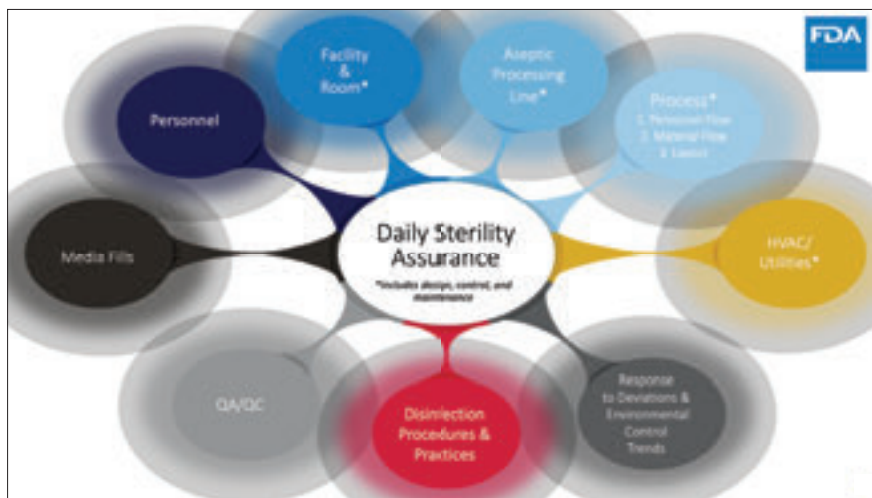 FDA
Facility
&
Room*
Aseptic
Processing
Line*
Personnel
Process*
1. Personnel Flow
2. Material Flow
3. Layout
Media Fills
Daily Sterility
Assurance
*Includes design, control, and
maintenance
HVAC/
Utilities*
QA/QC
Disinfection
Procedures &
Practices
Response
to Deviations &
Environmental
Control
Trends